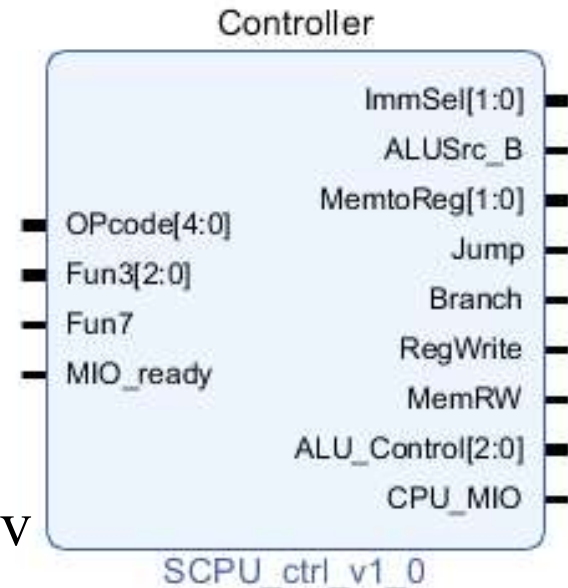 Controller
ImmSel[1:0]
ALUSrc_B
MemtoReg[1:0]
Jump
Branch
RegWrite
MemRW
ALU_Control[2:0]
CPU_MIO
OPcode[4:0]
Fun3[2:0]
Fun7
MIO_ready
v
SCPU_ctrl_v1_0